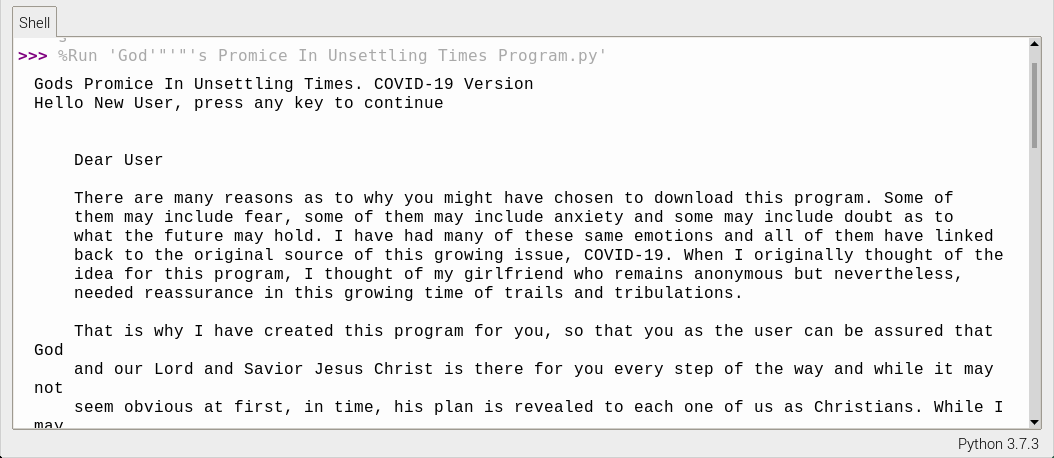 Shell
>>> %Run 'God'"'"'s Promice In Unsettling Times Program.py'
Gods Promice In Unsettling Times. COVID-19 Version
Hello New User, press any key to continue
Dear User
There are many reasons as to why you might have chosen to download this program. Some of
them may include fear, some of them may include anxiety and some may include doubt as to
what the future may hold. I have had many of these same emotions and all of them have linked
back to the original source of this growing issue, COVID-19. When I originally thought of the
idea for this program, I thought of my girlfriend who remains anonymous but nevertheless,
needed reassurance in this growing time of trails and tribulations.
That is why I have created this program for you, so that you as the user can be assured that
God
and our Lord and Savior Jesus Christ is there for you every step of the way and while it may
not
seem obvious at first, in time, his plan is revealed to each one of us as Christians. While I
may
Python 3.7.3